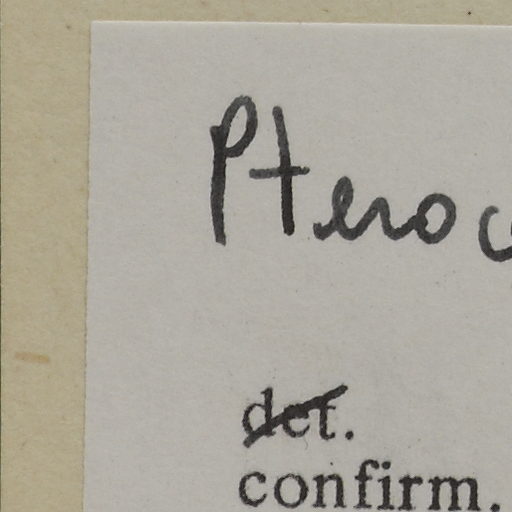 Pteroc
det.
confirm.